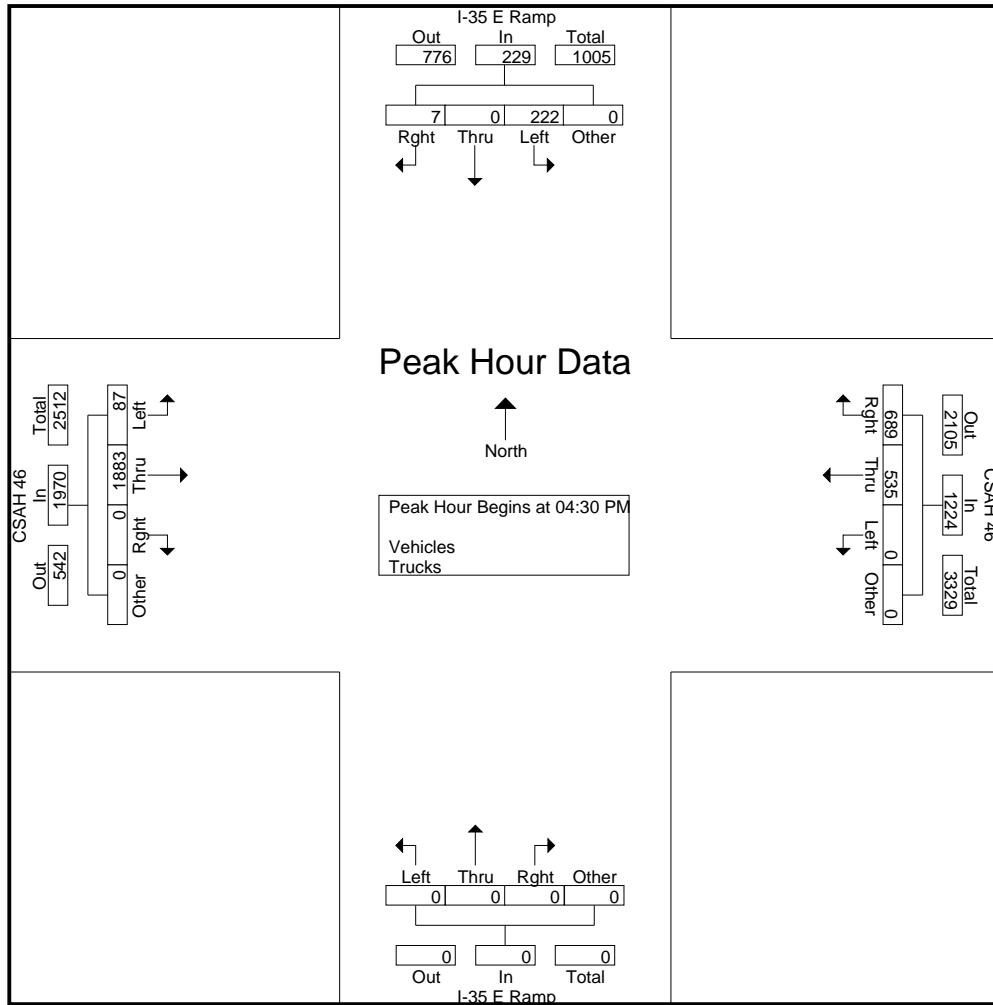 I-35 E Ramp
Out In Total
776 229 1005
7 0 222 0
Rght Thru Left Other
Peak Hour Data
North
Peak Hour Begins at 04:30 PM
Vehicles
Trucks
CSAH 46
Out In Total
542 1970 2512
Left Thru Rght Other
87 1883 0 0
CSAH 46
Out In Total
2105 1224 3329
Rght Thru Left Other
689 535 0 0
Left Thru Rght Other
0 0 0 0
0 0 0
Out In Total
I-35 E Ramp